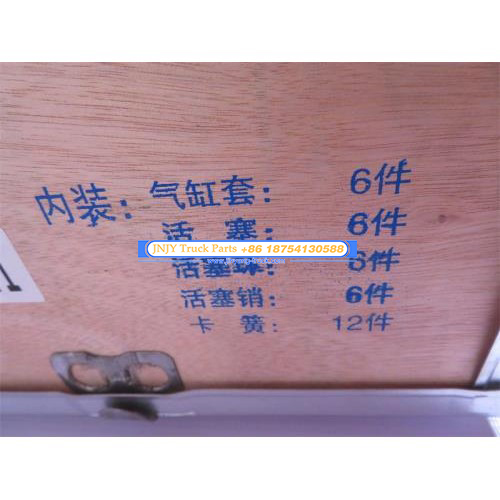 内装: 气缸套: 6件
活 塞: 6件
JNJY Truck Parts +86 18754130588
活塞环: 6件
活塞销: 6件
卡 簧: 12件